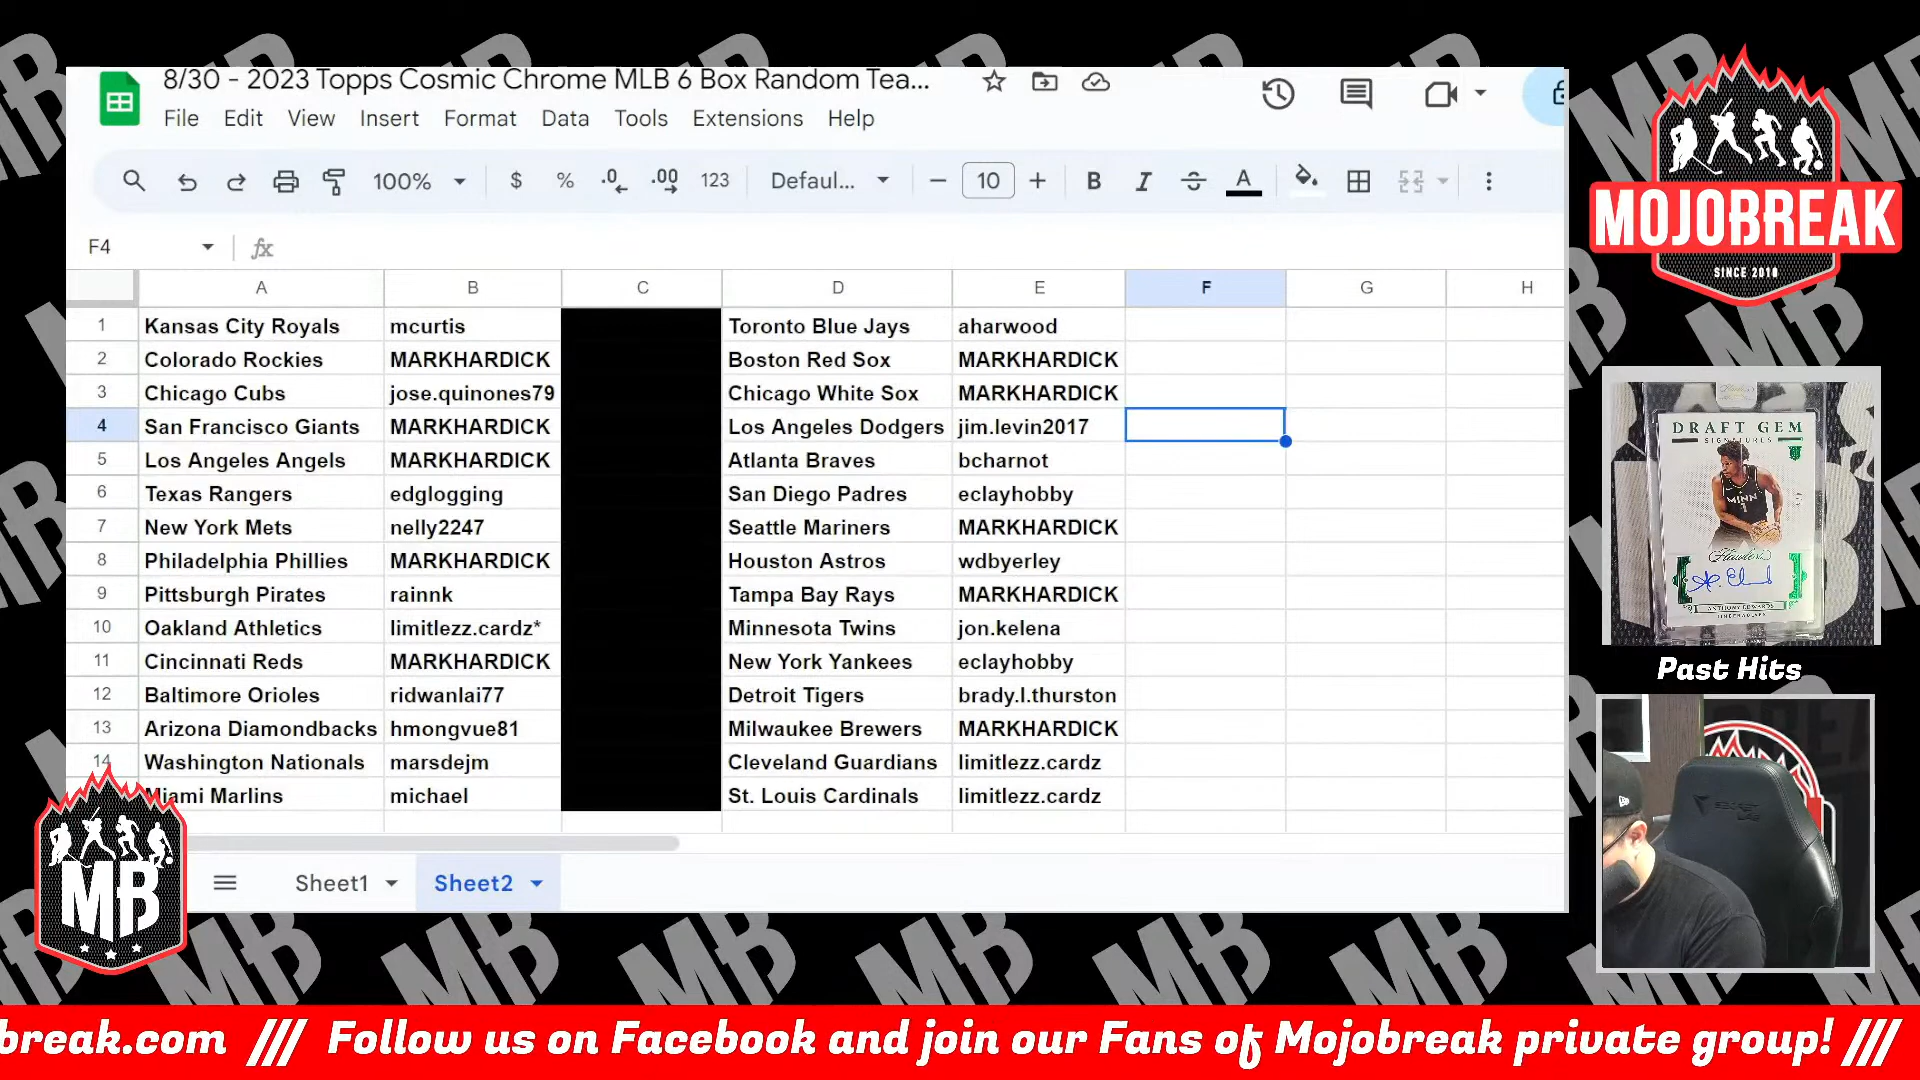 8/30 - 2023 Topps Cosmic Chrome MLB 6 Box Random Tea...
File Edit View Insert Format Data Tools Extensions Help
100% $ % .0 .00 123 Defaul... 10 B I A
F4 fx
A B C D E F G H
1 Kansas City Royals mcurtis Toronto Blue Jays aharwood
2 Colorado Rockies MARKHARDICK Boston Red Sox MARKHARDICK
3 Chicago Cubs jose.quinones79 Chicago White Sox MARKHARDICK
4 San Francisco Giants MARKHARDICK Los Angeles Dodgers jim.levin2017
5 Los Angeles Angels MARKHARDICK Atlanta Braves bcharnot
6 Texas Rangers edglogging San Diego Padres eclayhobby
7 New York Mets nelly2247 Seattle Mariners MARKHARDICK
8 Philadelphia Phillies MARKHARDICK Houston Astros wdbyerley
9 Pittsburgh Pirates rainnk Tampa Bay Rays MARKHARDICK
10 Oakland Athletics limitlezz.cardz* Minnesota Twins jon.kelena
11 Cincinnati Reds MARKHARDICK New York Yankees eclayhobby
12 Baltimore Orioles ridwanlai77 Detroit Tigers brady.l.thurston
13 Arizona Diamondbacks hmongvue81 Milwaukee Brewers MARKHARDICK
14 Washington Nationals marsdejm Cleveland Guardians limitlezz.cardz
Miami Marlins michael St. Louis Cardinals limitlezz.cardz
Sheet1 Sheet2
MB
MOJOBREAK
SINCE 2010
DRAFT GEM
SIGNATURES
MINN
1
Flawless
ANTHONY EDWARDS
Past Hits
SECRET LAB
break.com /// Follow us on Facebook and join our Fans of Mojobreak private group! ///